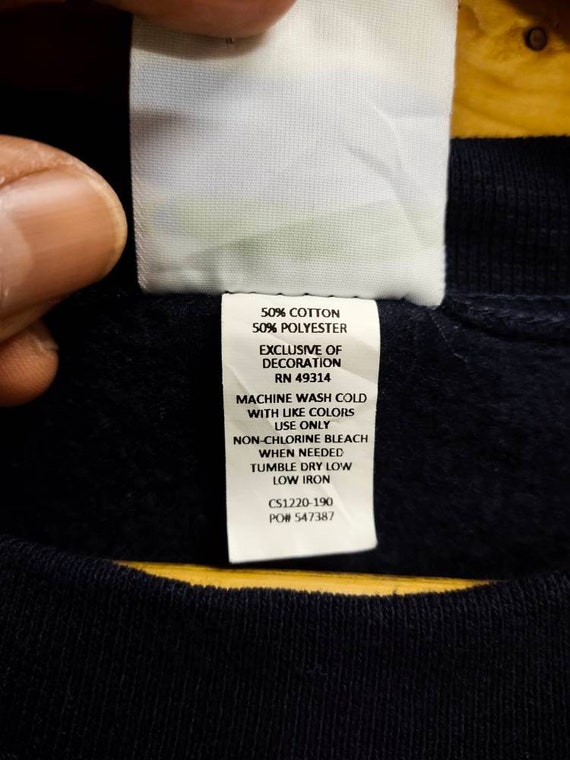 50% COTTON
50% POLYESTER
EXCLUSIVE OF
DECORATION
RN 49314
MACHINE WASH COLD
WITH LIKE COLORS
USE ONLY
NON-CHLORINE BLEACH
WHEN NEEDED
TUMBLE DRY LOW
LOW IRON
CS1220-190
PO# 547387